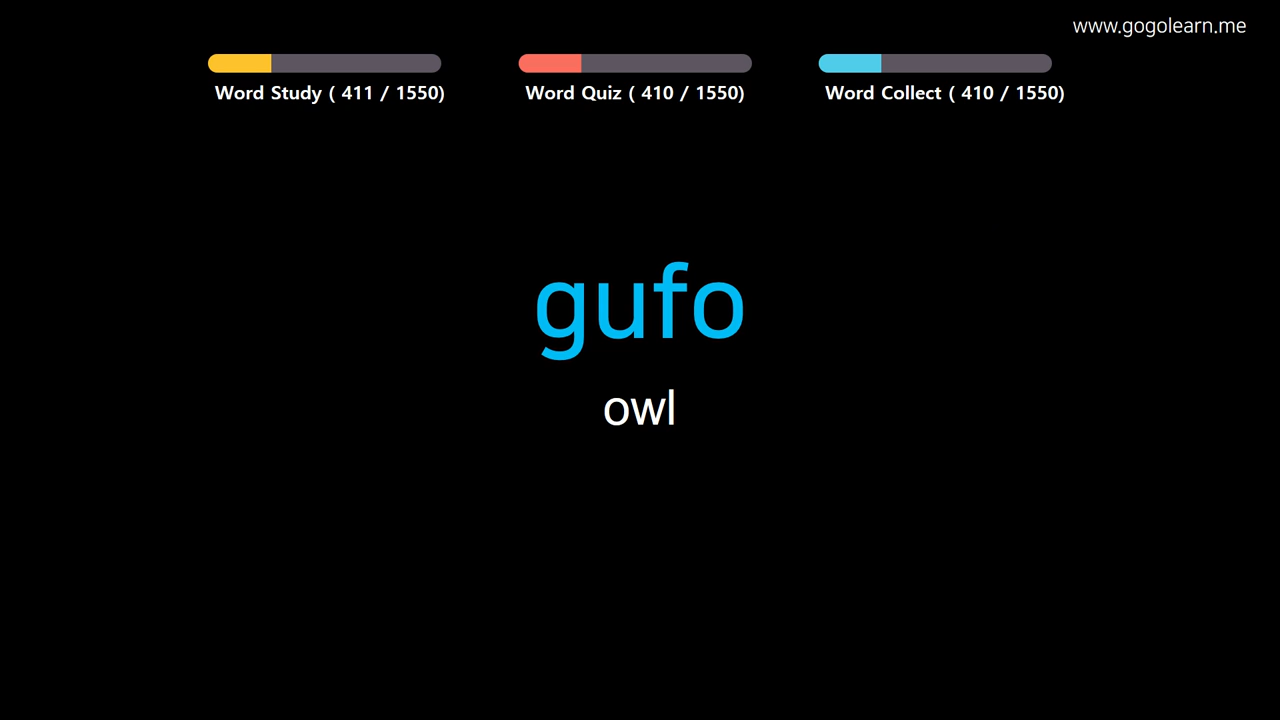 www.gogolearn.me
Word Study ( 411 / 1550)
Word Quiz ( 410 / 1550)
Word Collect ( 410 / 1550)
gufo
owl